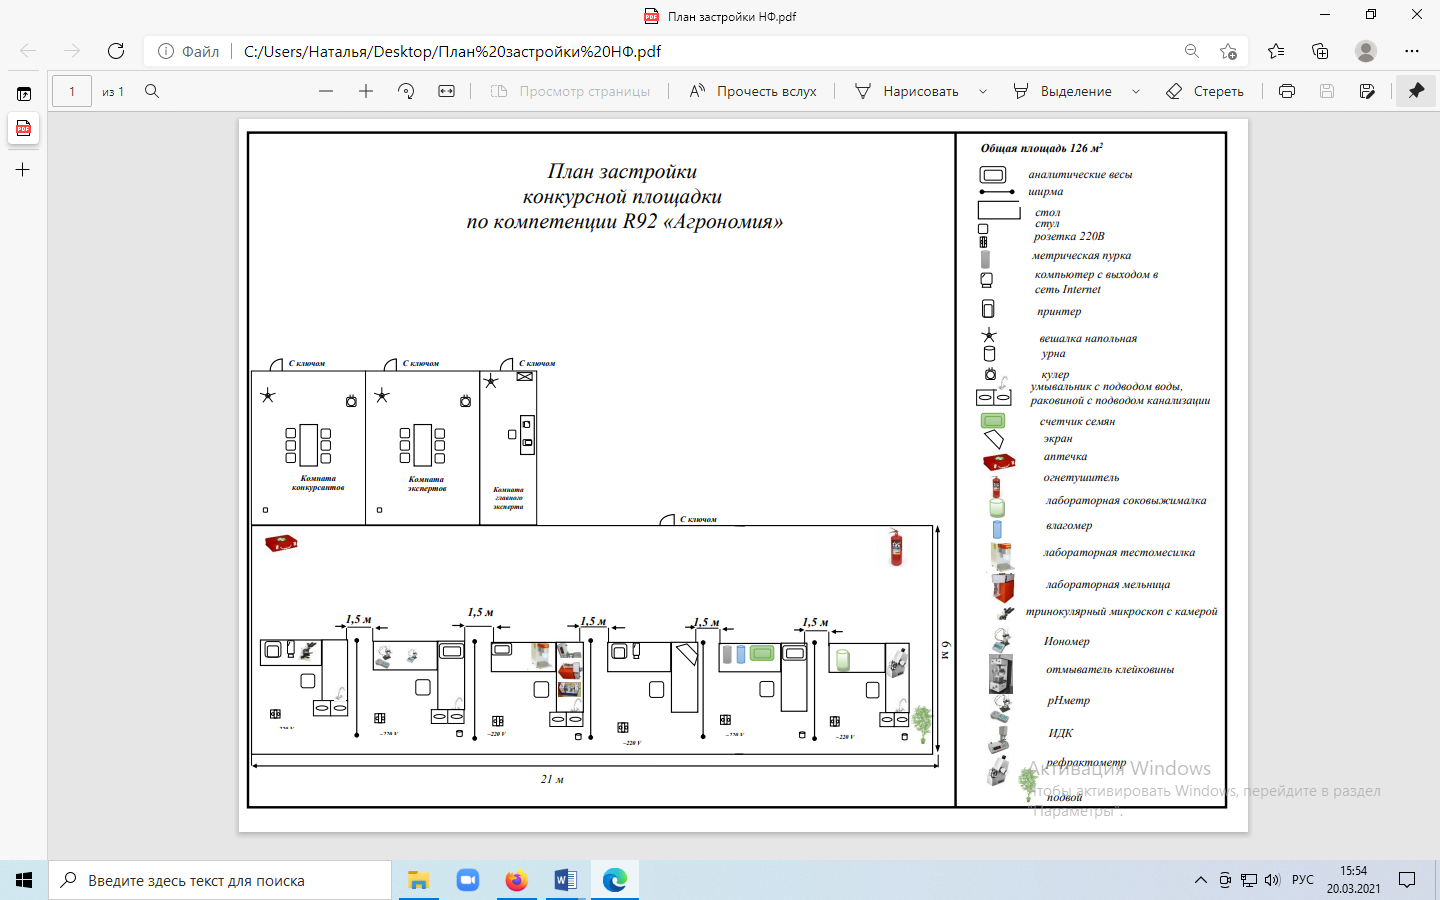 План застройки НФ.pdf
Файл
C:/Users/Наталья/Desktop/План%20застройки%20НФ.pdf
1
из 1
Просмотр страницы
Прочесть вслух
Нарисовать
Выделение
Стереть
План застройки
конкурсной площадки
по компетенции R92 «Агрономия»
С ключом
С ключом
С ключом
Комната
конкурсантов
Комната
экспертов
Комната
главного
эксперта
С ключом
1,5 м
1,5 м
1,5 м
1,5 м
1,5 м
6 м
~220 V
~220 V
~220 V
~220 V
~220 V
21 м
Общая площадь 126 м²
аналитические весы
ширма
стол
стул
розетка 220В
метрическая пурка
компьютер с выходом в
сеть Internet
принтер
вешалка напольная
урна
кулер
умывальник с подводом воды,
раковиной с подводом канализации
счетчик семян
экран
аптечка
огнетушитель
лабораторная соковыжималка
влагомер
лабораторная тестомесилка
лабораторная мельница
тринокулярный микроскоп с камерой
Иономер
отмыватель клейковины
pHметр
ИДК
рефрактометр
подвой
Активация Windows
Чтобы активировать Windows, перейдите в раздел
"Параметры".
Введите здесь текст для поиска
РУС
15:54
20.03.2021